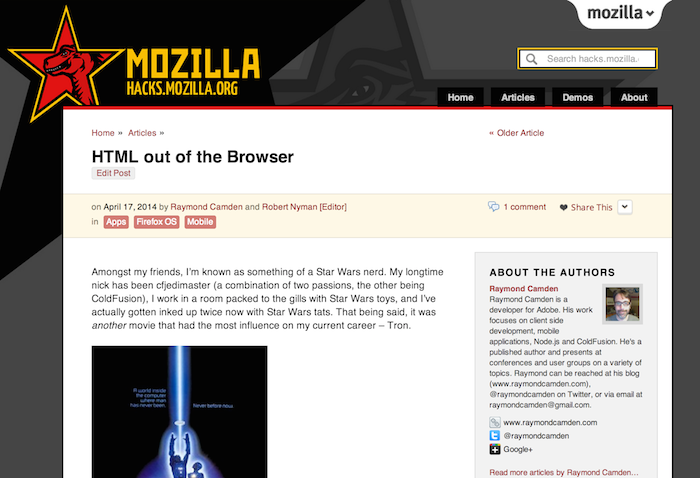 mozilla
MOZILLA
HACKS.MOZILLA.ORG
Search hacks.mozilla.
Home Articles Demos About
Home » Articles »
« Older Article
HTML out of the Browser
Edit Post
on April 17, 2014 by Raymond Camden and Robert Nyman [Editor]
1 comment Share This
in Apps Firefox OS Mobile
Amongst my friends, I'm known as something of a Star Wars nerd. My longtime
nick has been cfjedimaster (a combination of two passions, the other being
ColdFusion), I work in a room packed to the gills with Star Wars toys, and I've
actually gotten inked up twice now with Star Wars tats. That being said, it was
another movie that had the most influence on my current career – Tron.
A world inside
the computer
where man
has never been.
Never before now.
ABOUT THE AUTHORS
Raymond Camden
Raymond Camden is a
developer for Adobe. His work
focuses on client side
development, mobile
applications, Node.js and ColdFusion. He's a
published author and presents at
conferences and user groups on a variety of
topics. Raymond can be reached at his blog
(www.raymondcamden.com),
@raymondcamden on Twitter, or via email at
raymondcamden@gmail.com.
www.raymondcamden.com
@raymondcamden
Google+
Read more articles by Raymond Camden…